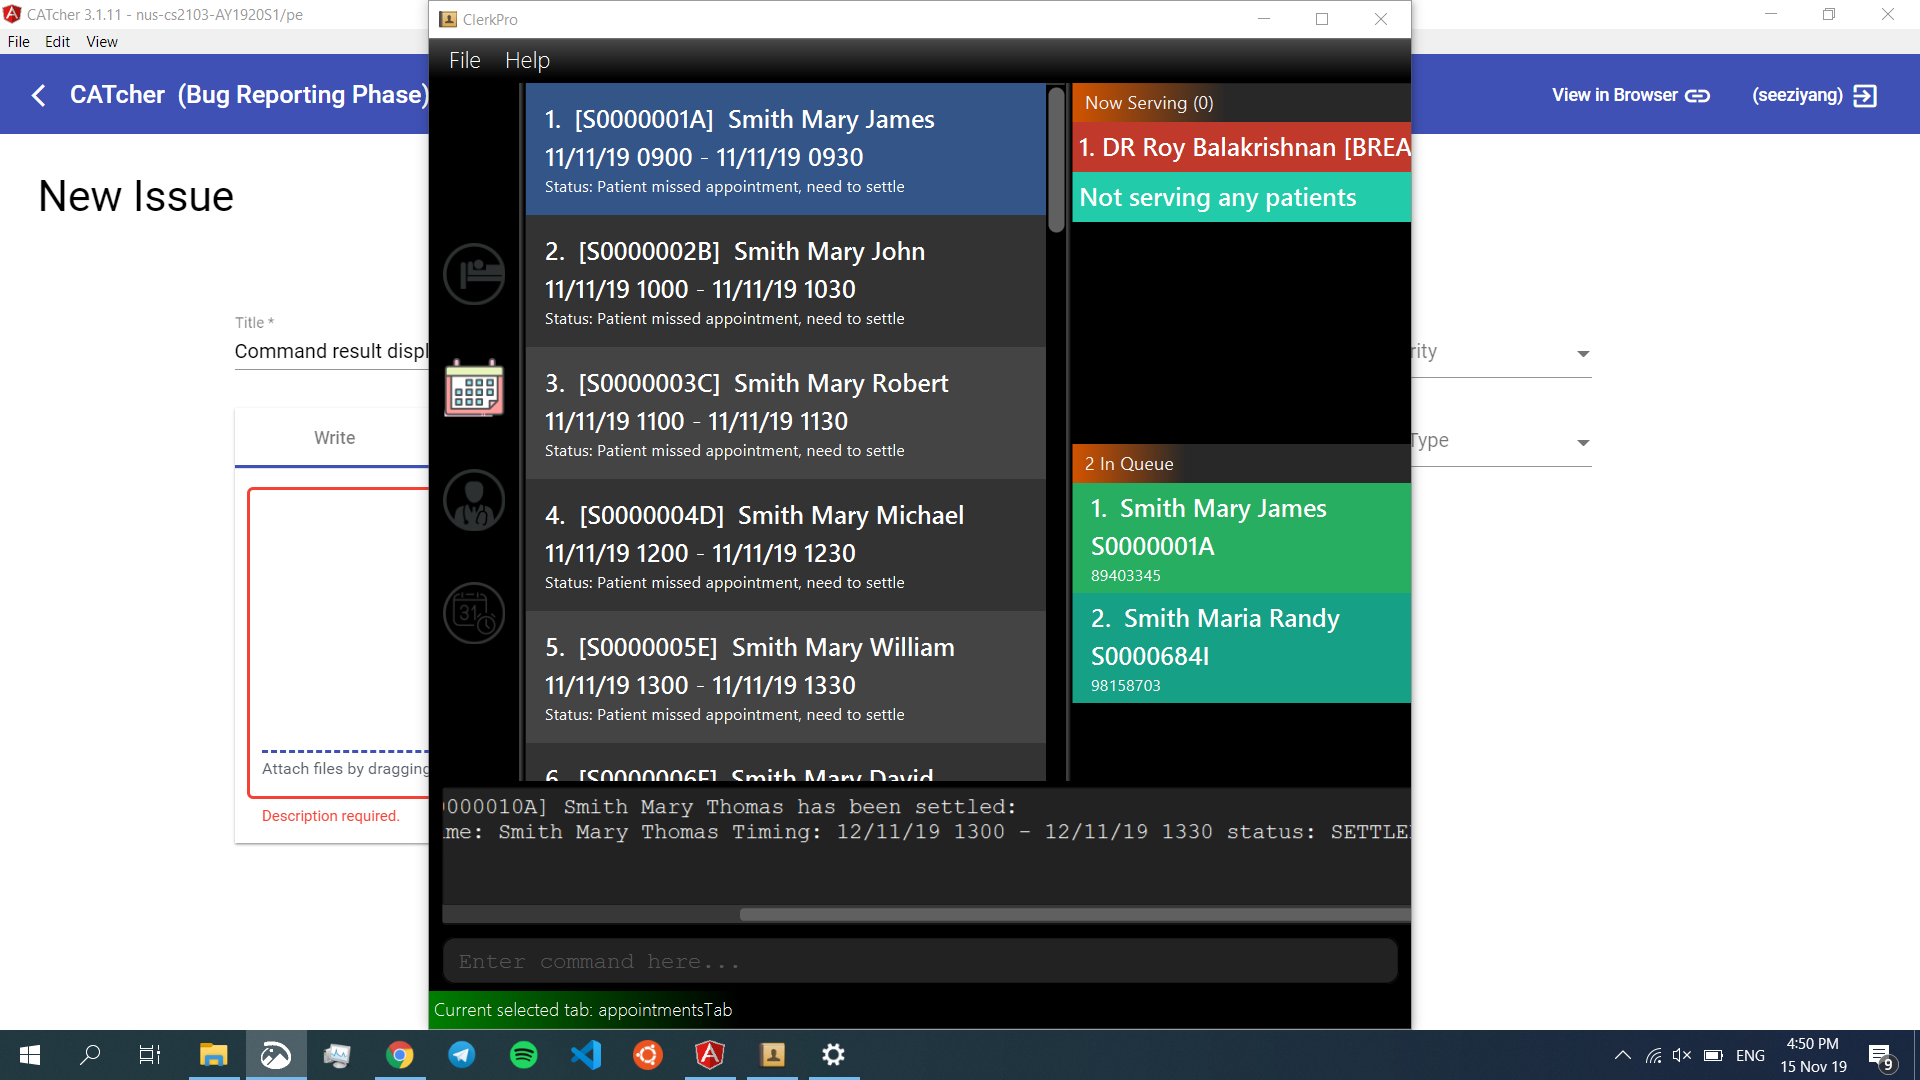 CATcher 3.1.11 - nus-cs2103-AY1920S1/pe
File Edit View
CATcher (Bug Reporting Phase)
View in Browser
(seeziyang)
New Issue
Title *
Command result displ
rity
Write
Type
Attach files by dragging
Description required.
ClerkPro
File Help
1. [S0000001A] Smith Mary James
11/11/19 0900 - 11/11/19 0930
Status: Patient missed appointment, need to settle
2. [S0000002B] Smith Mary John
11/11/19 1000 - 11/11/19 1030
Status: Patient missed appointment, need to settle
3. [S0000003C] Smith Mary Robert
11/11/19 1100 - 11/11/19 1130
Status: Patient missed appointment, need to settle
4. [S0000004D] Smith Mary Michael
11/11/19 1200 - 11/11/19 1230
Status: Patient missed appointment, need to settle
5. [S0000005E] Smith Mary William
11/11/19 1300 - 11/11/19 1330
Status: Patient missed appointment, need to settle
6. [S0000006F] Smith Mary David
Now Serving (0)
1. DR Roy Balakrishnan [BREA
Not serving any patients
2 In Queue
1. Smith Mary James
S0000001A
89403345
2. Smith Maria Randy
S0000684I
98158703
000010A] Smith Mary Thomas has been settled:
me: Smith Mary Thomas Timing: 12/11/19 1300 - 12/11/19 1330 status: SETTLE
Enter command here...
Current selected tab: appointmentsTab
31
ENG
4:50 PM
15 Nov 19
9